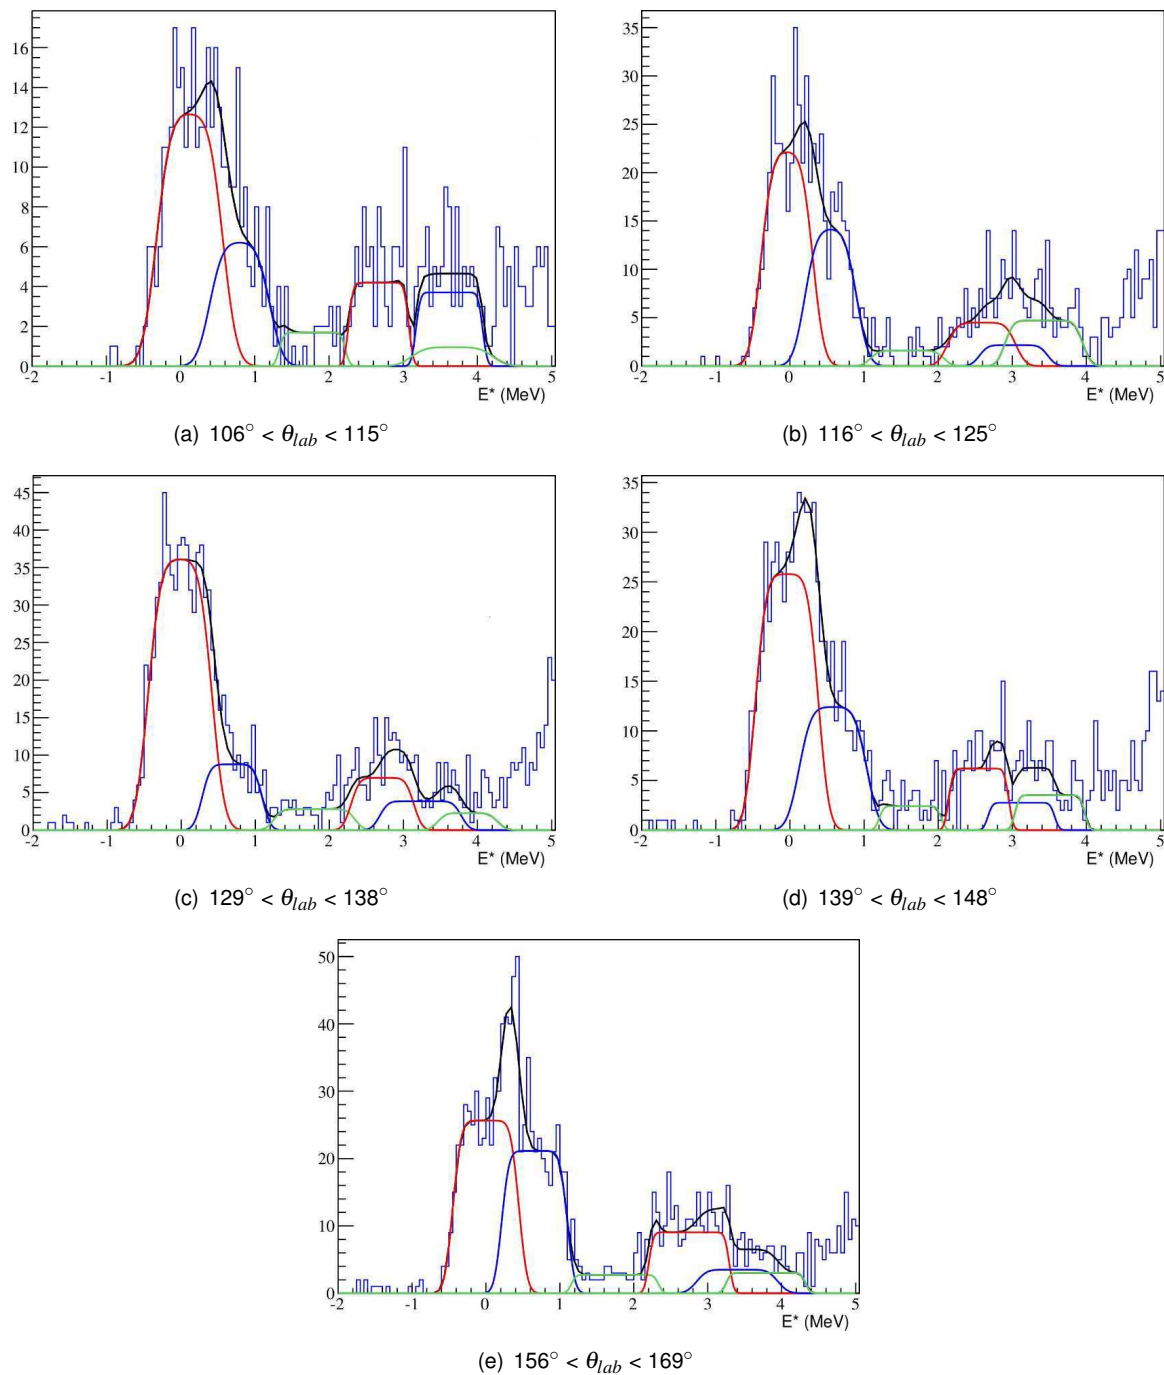 16
14
12
10
8
6
4
2
0
-2 -1 0 1 2 3 4 5
E* (MeV)
(a) 106° < θlab < 115°
35
30
25
20
15
10
5
0
-2 -1 0 1 2 3 4 5
E* (MeV)
(b) 116° < θlab < 125°
45
40
35
30
25
20
15
10
5
0
-2 -1 0 1 2 3 4 5
E* (MeV)
(c) 129° < θlab < 138°
35
30
25
20
15
10
5
0
-2 -1 0 1 2 3 4 5
E* (MeV)
(d) 139° < θlab < 148°
50
40
30
20
10
0
-2 -1 0 1 2 3 4 5
E* (MeV)
(e) 156° < θlab < 169°